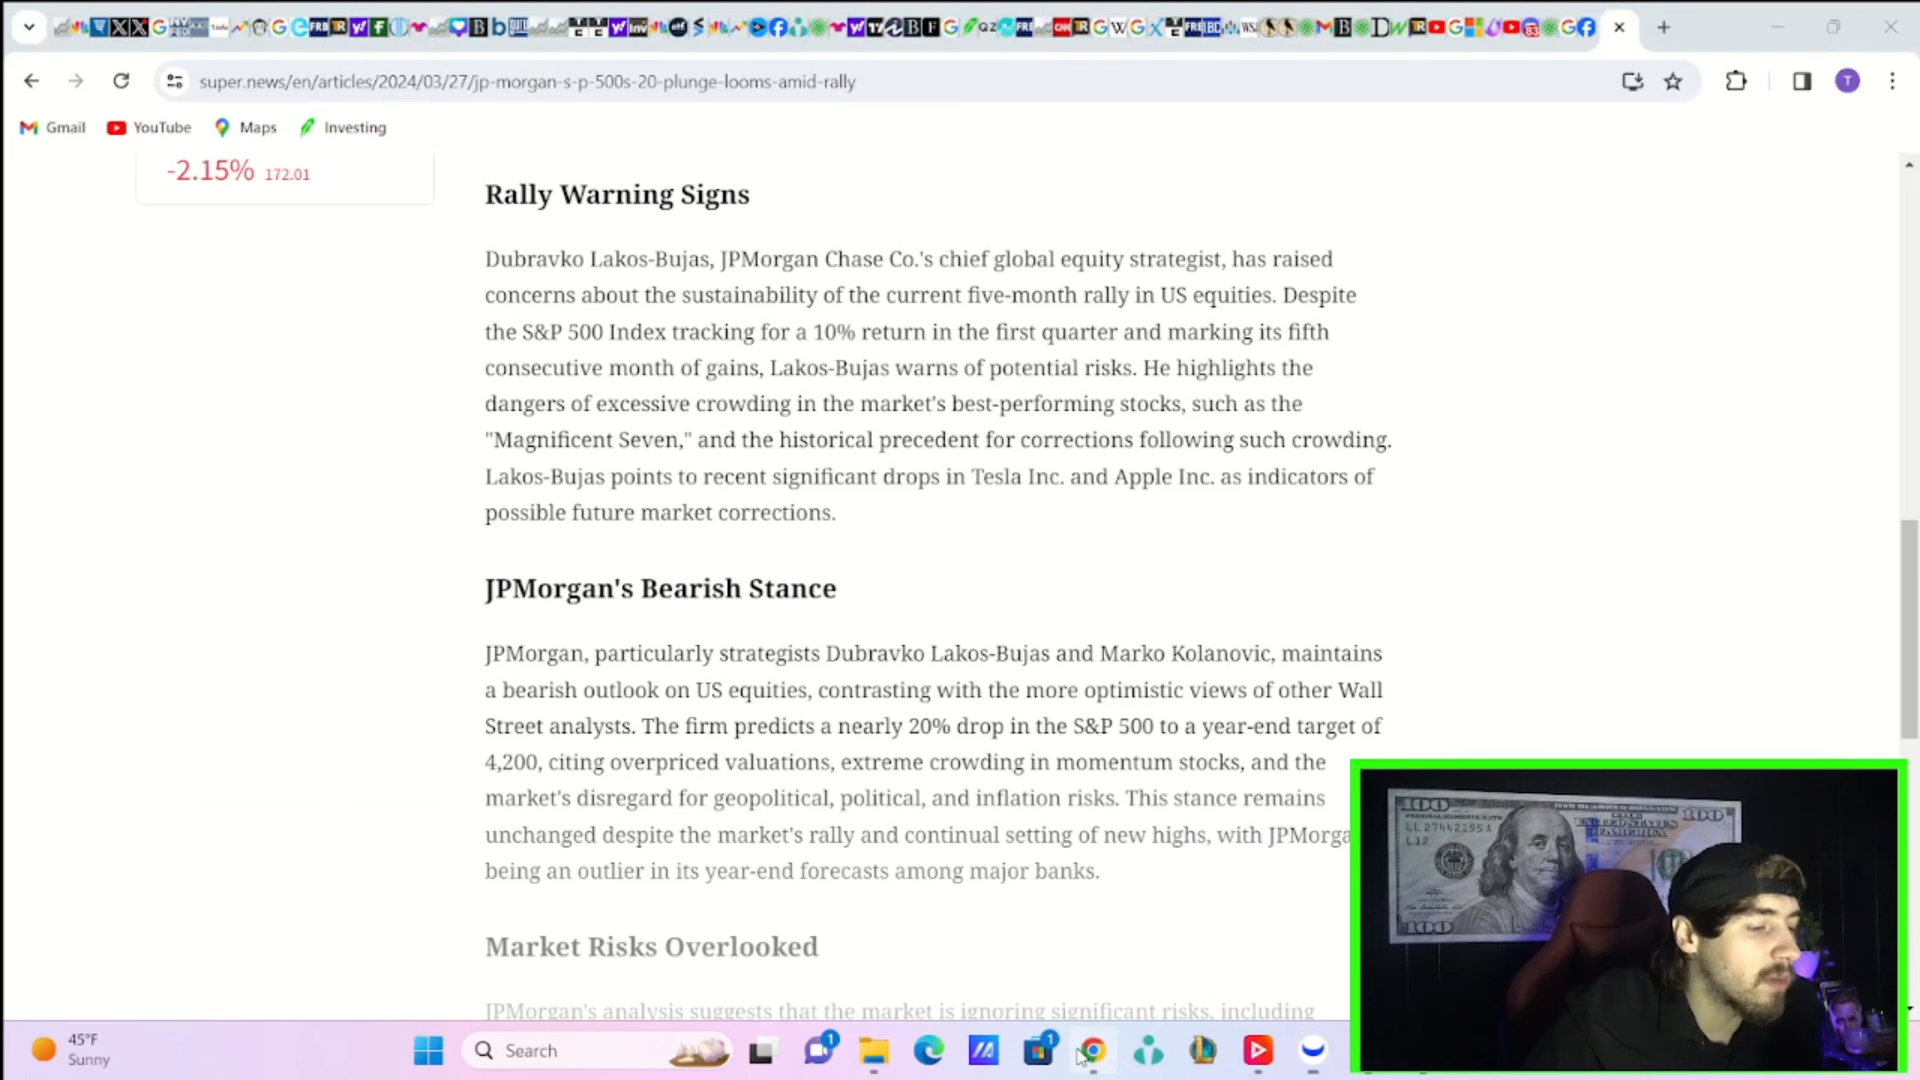 super.news/en/articles/2024/03/27/jp-morgan-s-p-500s-20-plunge-looms-amid-rally
T
Gmail
YouTube
Maps
Investing
-2.15% 172.01
Rally Warning Signs
Dubravko Lakos-Bujas, JPMorgan Chase Co.'s chief global equity strategist, has raised
concerns about the sustainability of the current five-month rally in US equities. Despite
the S&P 500 Index tracking for a 10% return in the first quarter and marking its fifth
consecutive month of gains, Lakos-Bujas warns of potential risks. He highlights the
dangers of excessive crowding in the market's best-performing stocks, such as the
"Magnificent Seven," and the historical precedent for corrections following such crowding.
Lakos-Bujas points to recent significant drops in Tesla Inc. and Apple Inc. as indicators of
possible future market corrections.
JPMorgan's Bearish Stance
JPMorgan, particularly strategists Dubravko Lakos-Bujas and Marko Kolanovic, maintains
a bearish outlook on US equities, contrasting with the more optimistic views of other Wall
Street analysts. The firm predicts a nearly 20% drop in the S&P 500 to a year-end target of
4,200, citing overpriced valuations, extreme crowding in momentum stocks, and the
market's disregard for geopolitical, political, and inflation risks. This stance remains
unchanged despite the market's rally and continual setting of new highs, with JPMorga
being an outlier in its year-end forecasts among major banks.
Market Risks Overlooked
JPMorgan's analysis suggests that the market is ignoring significant risks, including
100
100
LL 27442195 A
L12
100
45°F
Sunny
Search
1
1